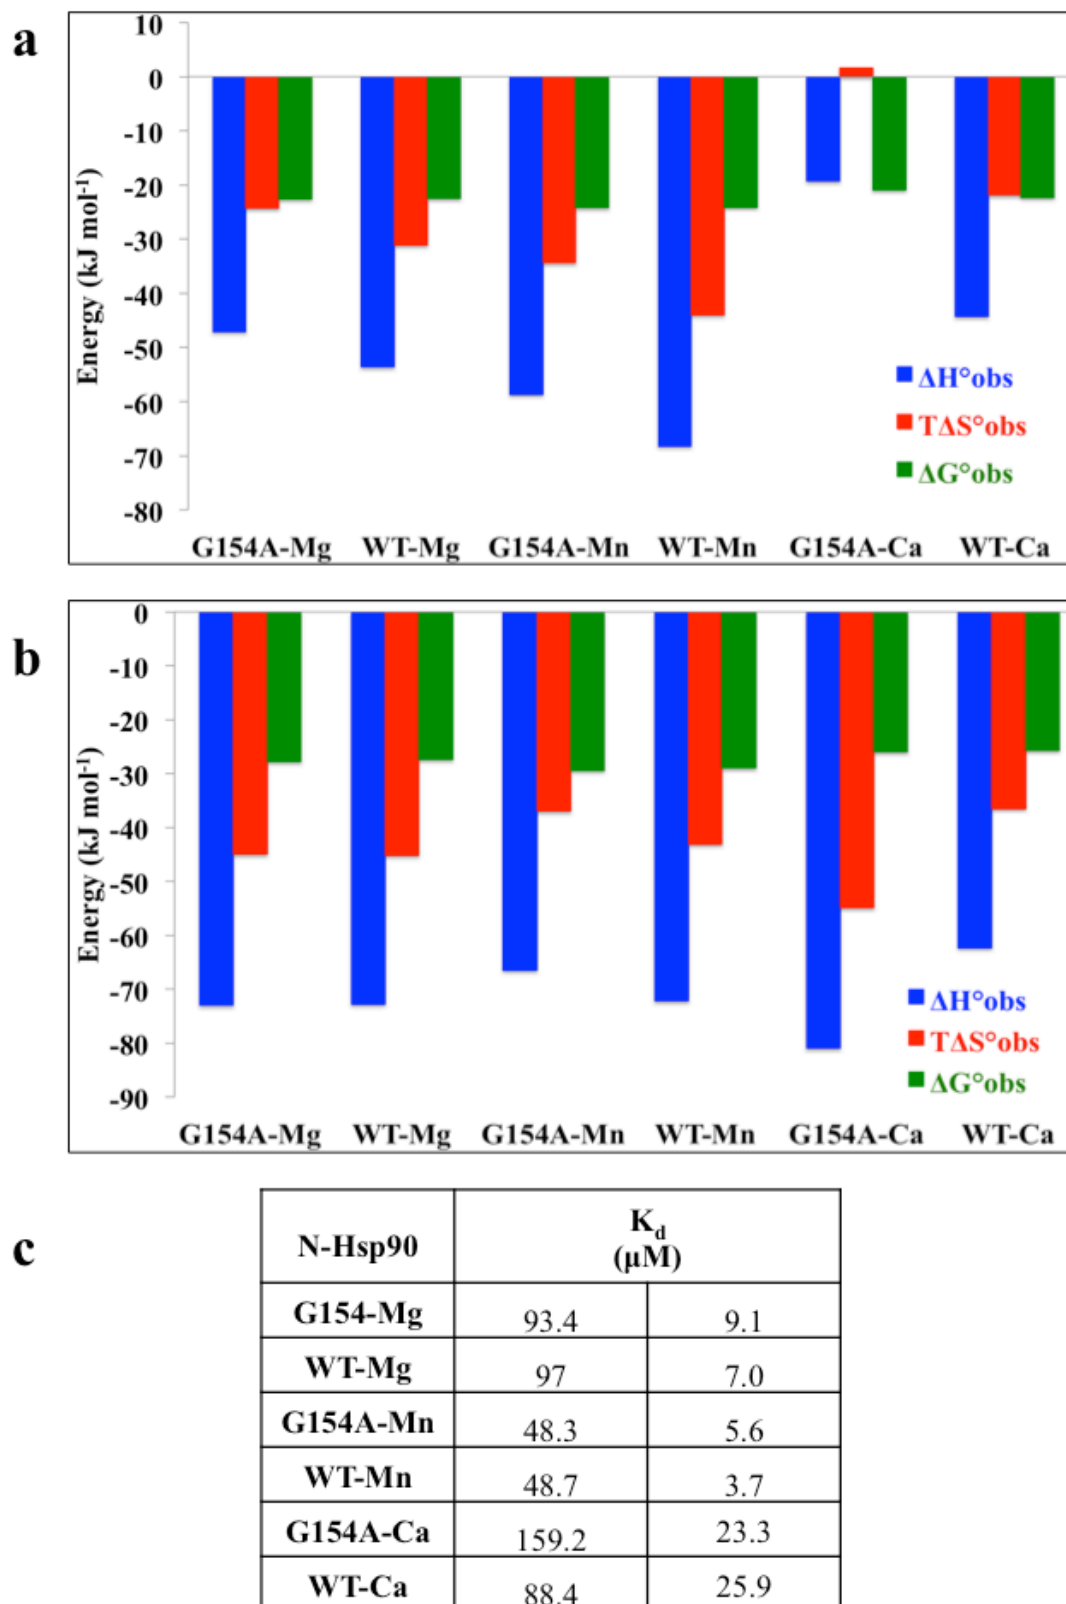 a
10
0
-10
-20
-30
-40
-50
-60
-70
-80
Energy (kJ mol⁻¹)
ΔH°obs
TΔS°obs
ΔG°obs
G154A-Mg WT-Mg G154A-Mn WT-Mn G154A-Ca WT-Ca
b
0
-10
-20
-30
-40
-50
-60
-70
-80
-90
Energy (kJ mol⁻¹)
ΔH°obs
TΔS°obs
ΔG°obs
G154A-Mg WT-Mg G154A-Mn WT-Mn G154A-Ca WT-Ca
c
N-Hsp90 K_d
(μM)
G154-Mg 93.4 9.1
WT-Mg 97 7.0
G154A-Mn 48.3 5.6
WT-Mn 48.7 3.7
G154A-Ca 159.2 23.3
WT-Ca 88.4 25.9